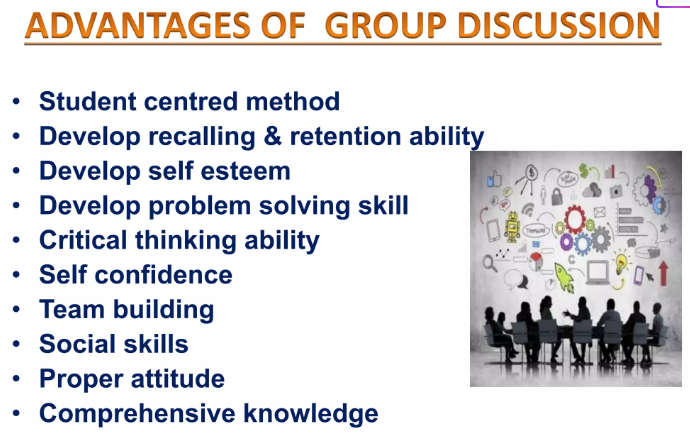 ADVANTAGES OF GROUP DISCUSSION
• Student centred method
• Develop recalling & retention ability
• Develop self esteem
• Develop problem solving skill
• Critical thinking ability
• Self confidence
• Team building
• Social skills
• Proper attitude
• Comprehensive knowledge